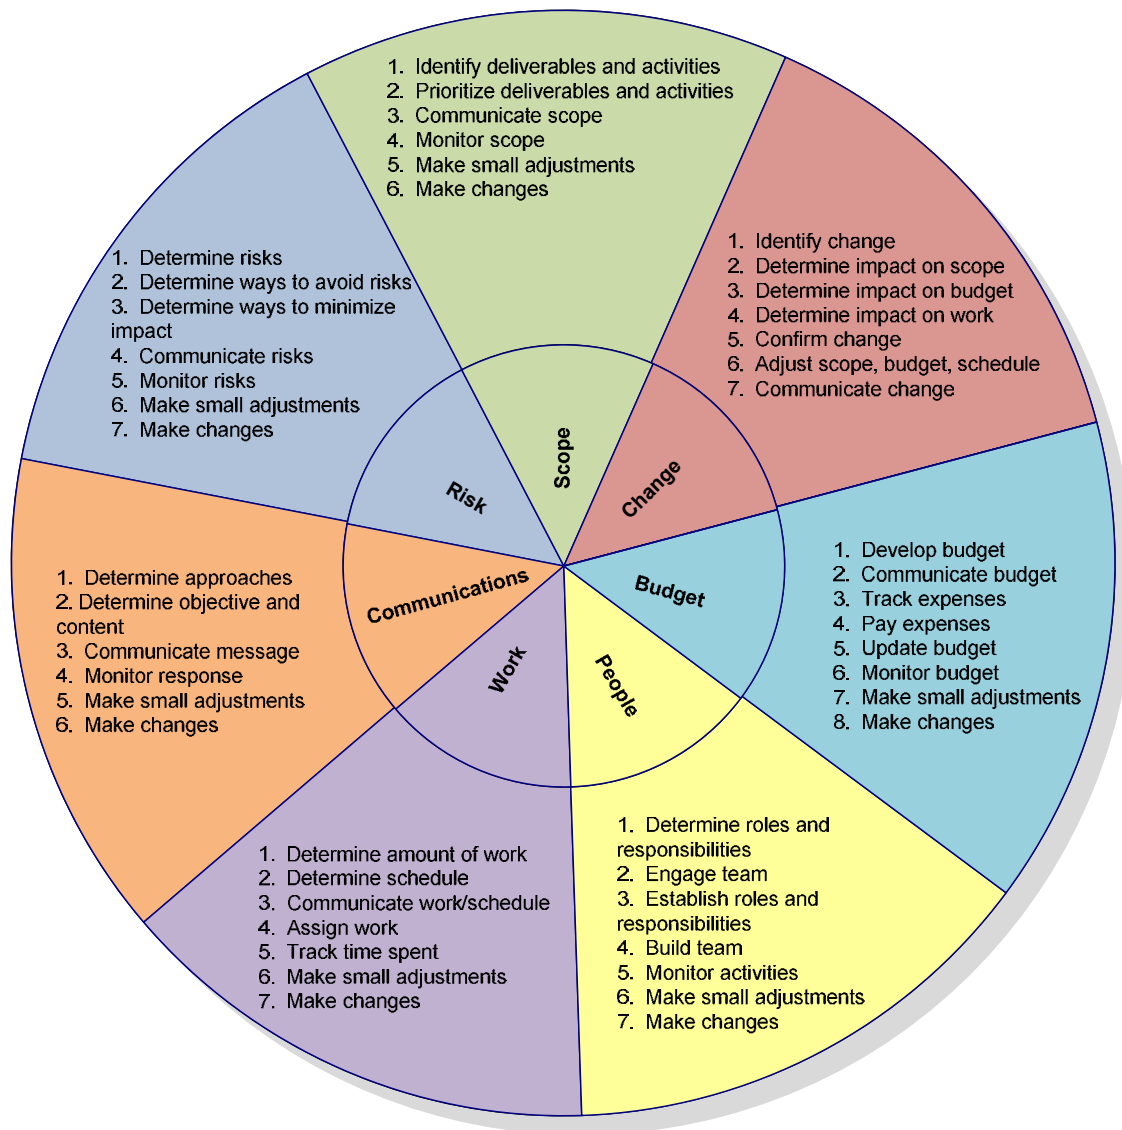 1. Identify deliverables and activities
2. Prioritize deliverables and activities
3. Communicate scope
4. Monitor scope
5. Make small adjustments
6. Make changes
Scope
1. Identify change
2. Determine impact on scope
3. Determine impact on budget
4. Determine impact on work
5. Confirm change
6. Adjust scope, budget, schedule
7. Communicate change
Change
1. Develop budget
2. Communicate budget
3. Track expenses
4. Pay expenses
5. Update budget
6. Monitor budget
7. Make small adjustments
8. Make changes
Budget
1. Determine roles and
responsibilities
2. Engage team
3. Establish roles and
responsibilities
4. Build team
5. Monitor activities
6. Make small adjustments
7. Make changes
People
1. Determine amount of work
2. Determine schedule
3. Communicate work/schedule
4. Assign work
5. Track time spent
6. Make small adjustments
7. Make changes
Work
1. Determine approaches
2. Determine objective and
content
3. Communicate message
4. Monitor response
5. Make small adjustments
6. Make changes
Communications
1. Determine risks
2. Determine ways to avoid risks
3. Determine ways to minimize
impact
4. Communicate risks
5. Monitor risks
6. Make small adjustments
7. Make changes
Risk